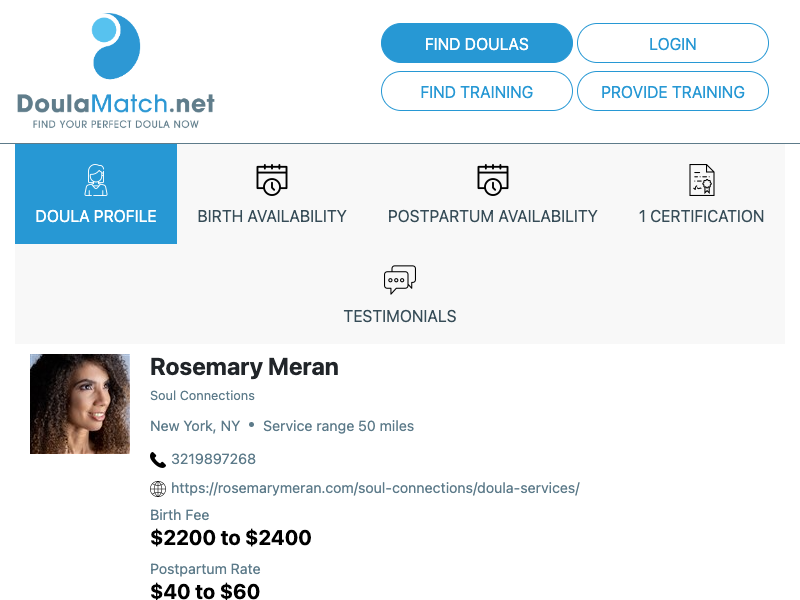 FIND DOULAS
LOGIN
FIND TRAINING
PROVIDE TRAINING
DoulaMatch.net
FIND YOUR PERFECT DOULA NOW
DOULA PROFILE
BIRTH AVAILABILITY
POSTPARTUM AVAILABILITY
1 CERTIFICATION
TESTIMONIALS
Rosemary Meran
Soul Connections
New York, NY • Service range 50 miles
3219897268
https://rosemarymeran.com/soul-connections/doula-services/
Birth Fee
$2200 to $2400
Postpartum Rate
$40 to $60